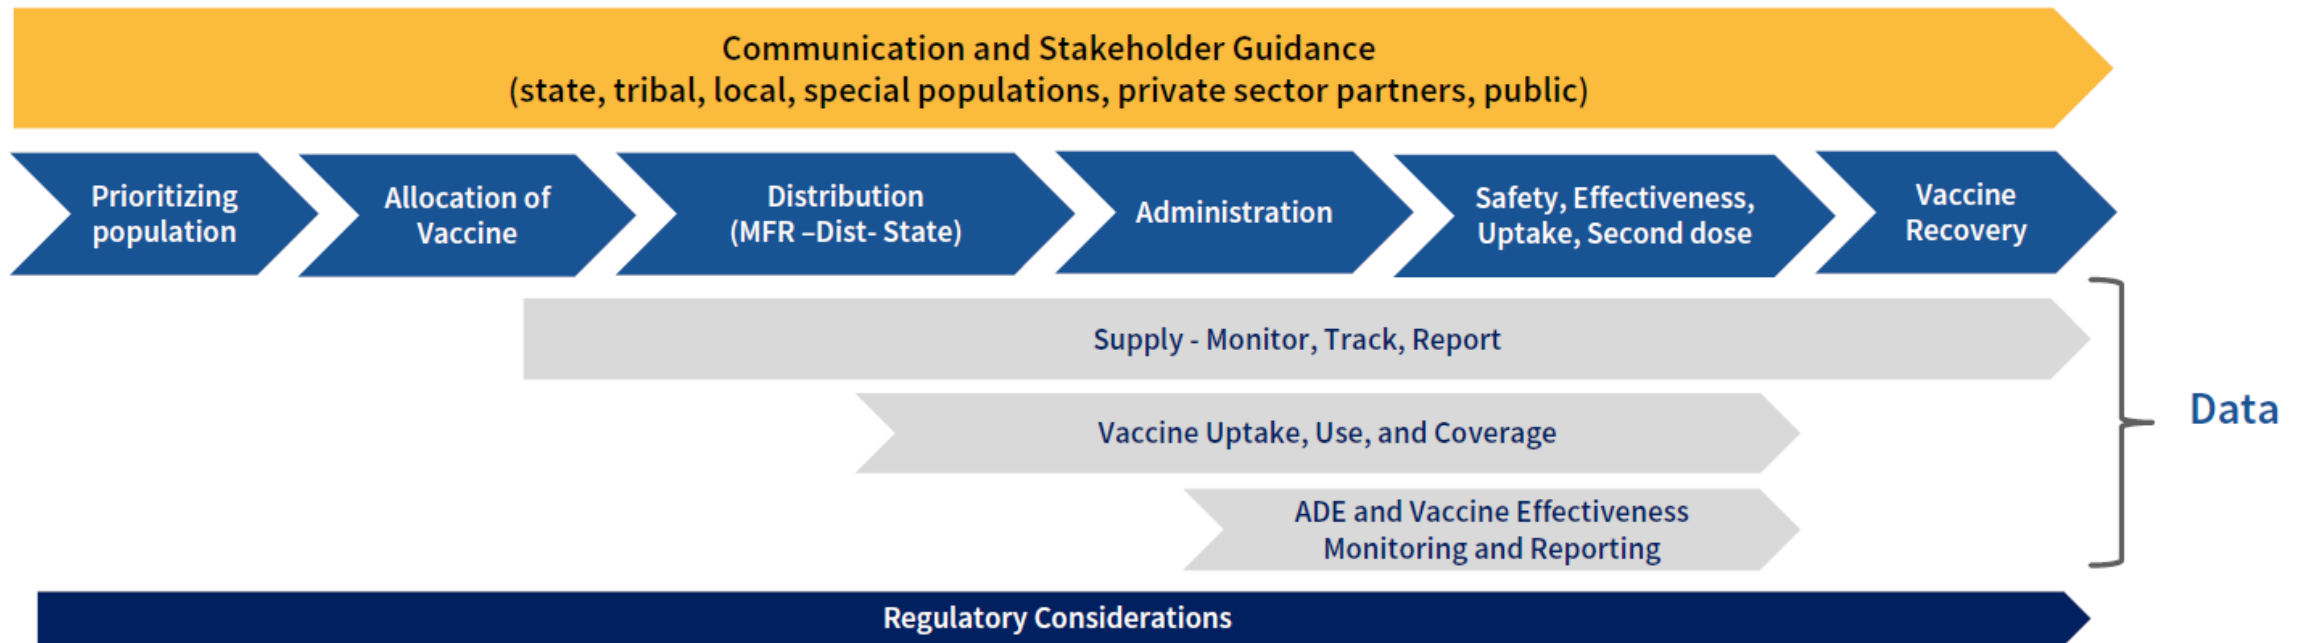 Communication and Stakeholder Guidance
(state, tribal, local, special populations, private sector partners, public)
Prioritizing
population
Allocation of
Vaccine
Distribution
(MFR –Dist- State)
Administration
Safety, Effectiveness,
Uptake, Second dose
Vaccine
Recovery
Supply - Monitor, Track, Report
Vaccine Uptake, Use, and Coverage
ADE and Vaccine Effectiveness
Monitoring and Reporting
Data
Regulatory Considerations